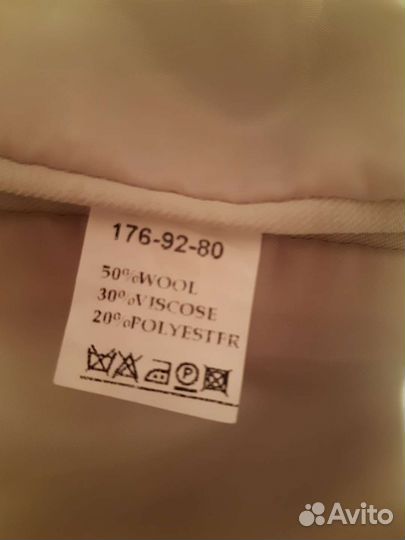 176-92-80
50%WOOL
30%VISCOSE
20%POLYESTER
P
Avito